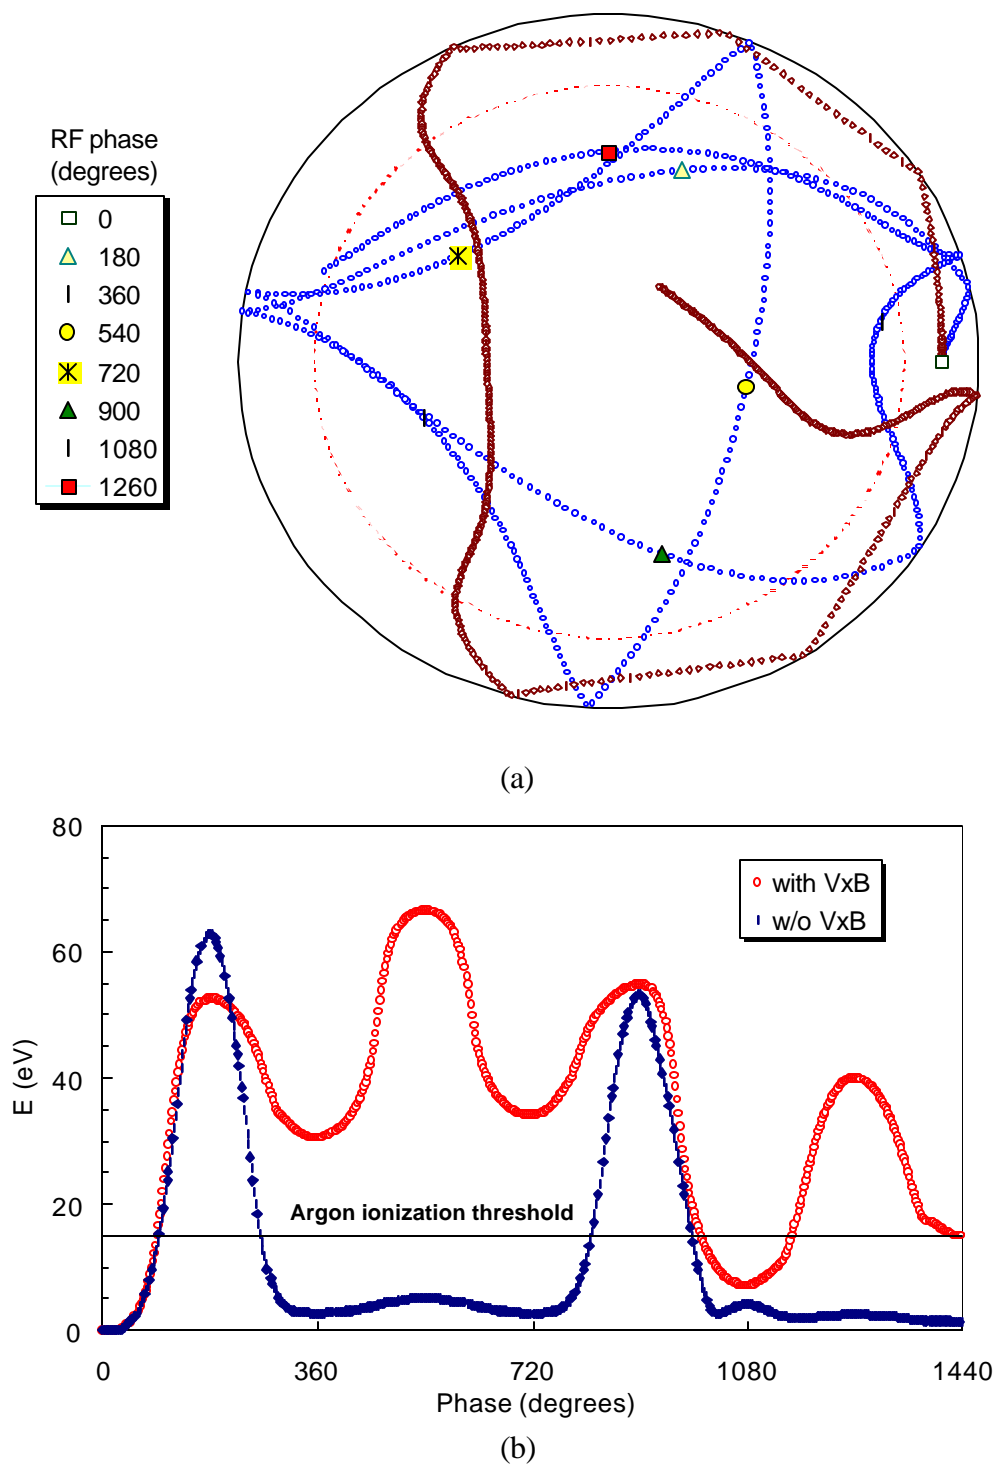 RF phase
(degrees)
0
180
360
540
720
900
1080
1260
(a)
80
60
40
20
0
E (eV)
with VxB
w/o VxB
Argon ionization threshold
0 360 720 1080 1440
Phase (degrees)
(b)